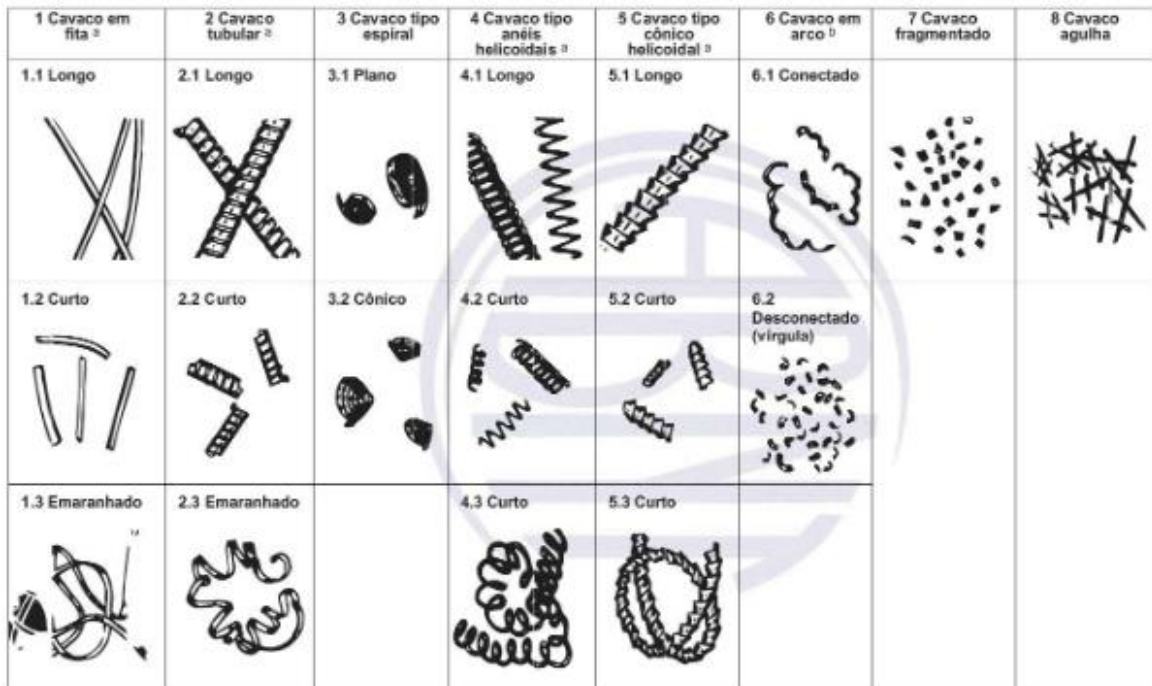 1 Cavaco em
fita a
2 Cavaco
tubular a
3 Cavaco tipo
espiral
4 Cavaco tipo
anéis
helicoidais a
5 Cavaco tipo
cônico
helicoidal a
6 Cavaco em
arco b
7 Cavaco
fragmentado
8 Cavaco
agulha
1.1 Longo
2.1 Longo
3.1 Plano
4.1 Longo
5.1 Longo
6.1 Conectado
1.2 Curto
2.2 Curto
3.2 Cônico
4.2 Curto
5.2 Curto
6.2
Desconectado
(vírgula)
1.3 Emaranhado
2.3 Emaranhado
4.3 Curto
5.3 Curto